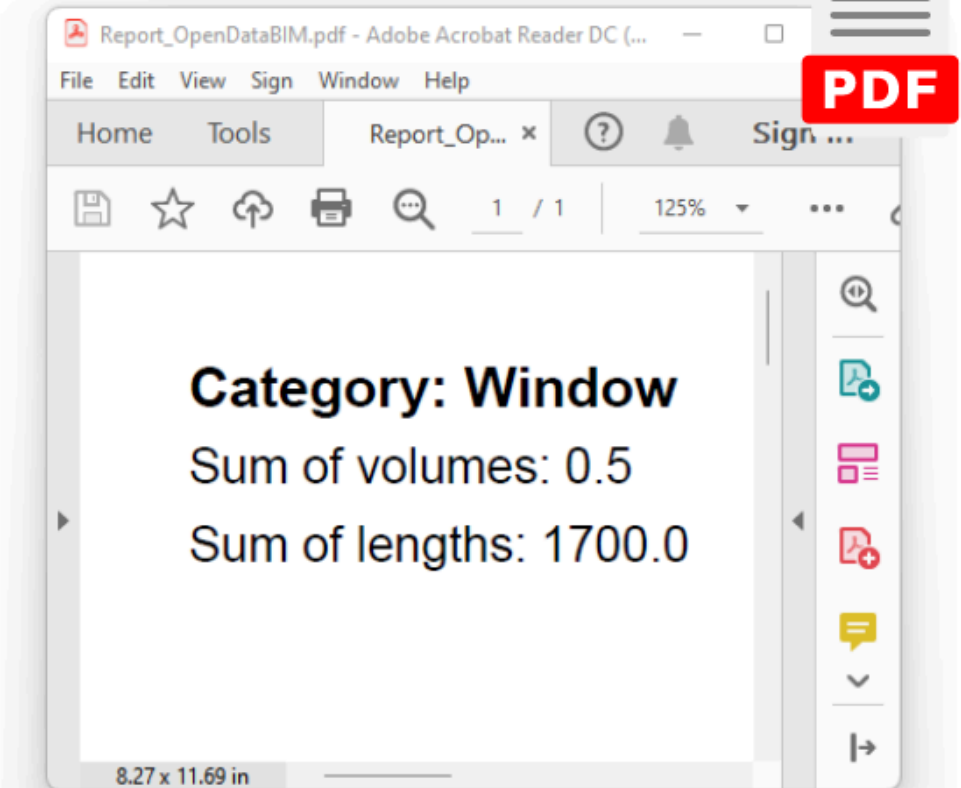 Report_OpenDataBIM.pdf - Adobe Acrobat Reader DC (...
PDF
File Edit View Sign Window Help
Home Tools Report_Op... × Sign ...
1 / 1 125%
Category: Window
Sum of volumes: 0.5
Sum of lengths: 1700.0
8.27 x 11.69 in